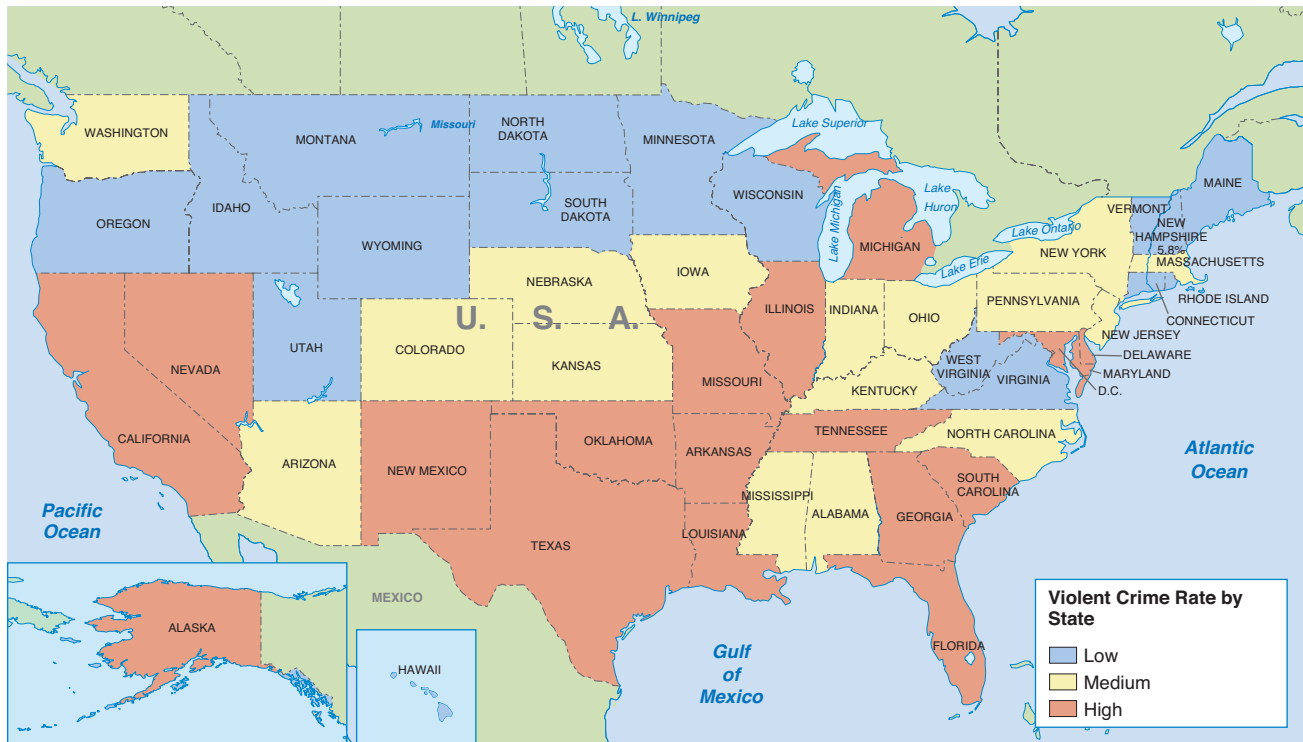 L. Winnipeg
WASHINGTON
MONTANA
Missouri
NORTH
DAKOTA
MINNESOTA
Lake Superior
OREGON
IDAHO
WYOMING
SOUTH
DAKOTA
WISCONSIN
Lake Michigan
Lake
Huron
MICHIGAN
Lake Ontario
Lake Erie
MAINE
VERMONT
NEW
HAMPSHIRE
5.8%
NEW YORK
MASSACHUSETTS
RHODE ISLAND
CONNECTICUT
NEBRASKA
IOWA
U. S. A.
ILLINOIS
INDIANA
OHIO
PENNSYLVANIA
NEW JERSEY
DELAWARE
MARYLAND
D.C.
NEVADA
UTAH
COLORADO
KANSAS
MISSOURI
KENTUCKY
WEST
VIRGINIA
VIRGINIA
CALIFORNIA
ARIZONA
NEW MEXICO
OKLAHOMA
ARKANSAS
TENNESSEE
NORTH CAROLINA
SOUTH
CAROLINA
MISSISSIPPI
ALABAMA
GEORGIA
TEXAS
LOUISIANA
FLORIDA
Pacific
Ocean
Atlantic
Ocean
MEXICO
Gulf
of
Mexico
ALASKA
HAWAII
Violent Crime Rate by
State
Low
Medium
High